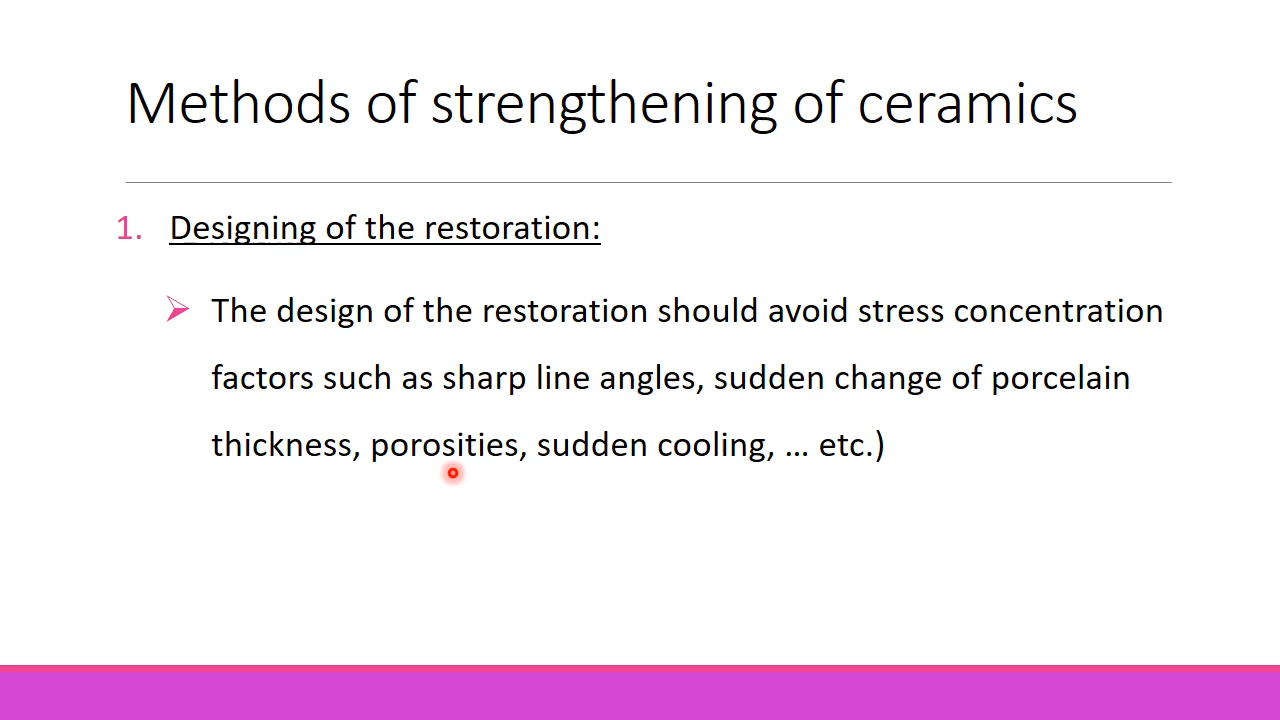 Methods of strengthening of ceramics
1. Designing of the restoration:
The design of the restoration should avoid stress concentration
factors such as sharp line angles, sudden change of porcelain
thickness, porosities, sudden cooling, … etc.)